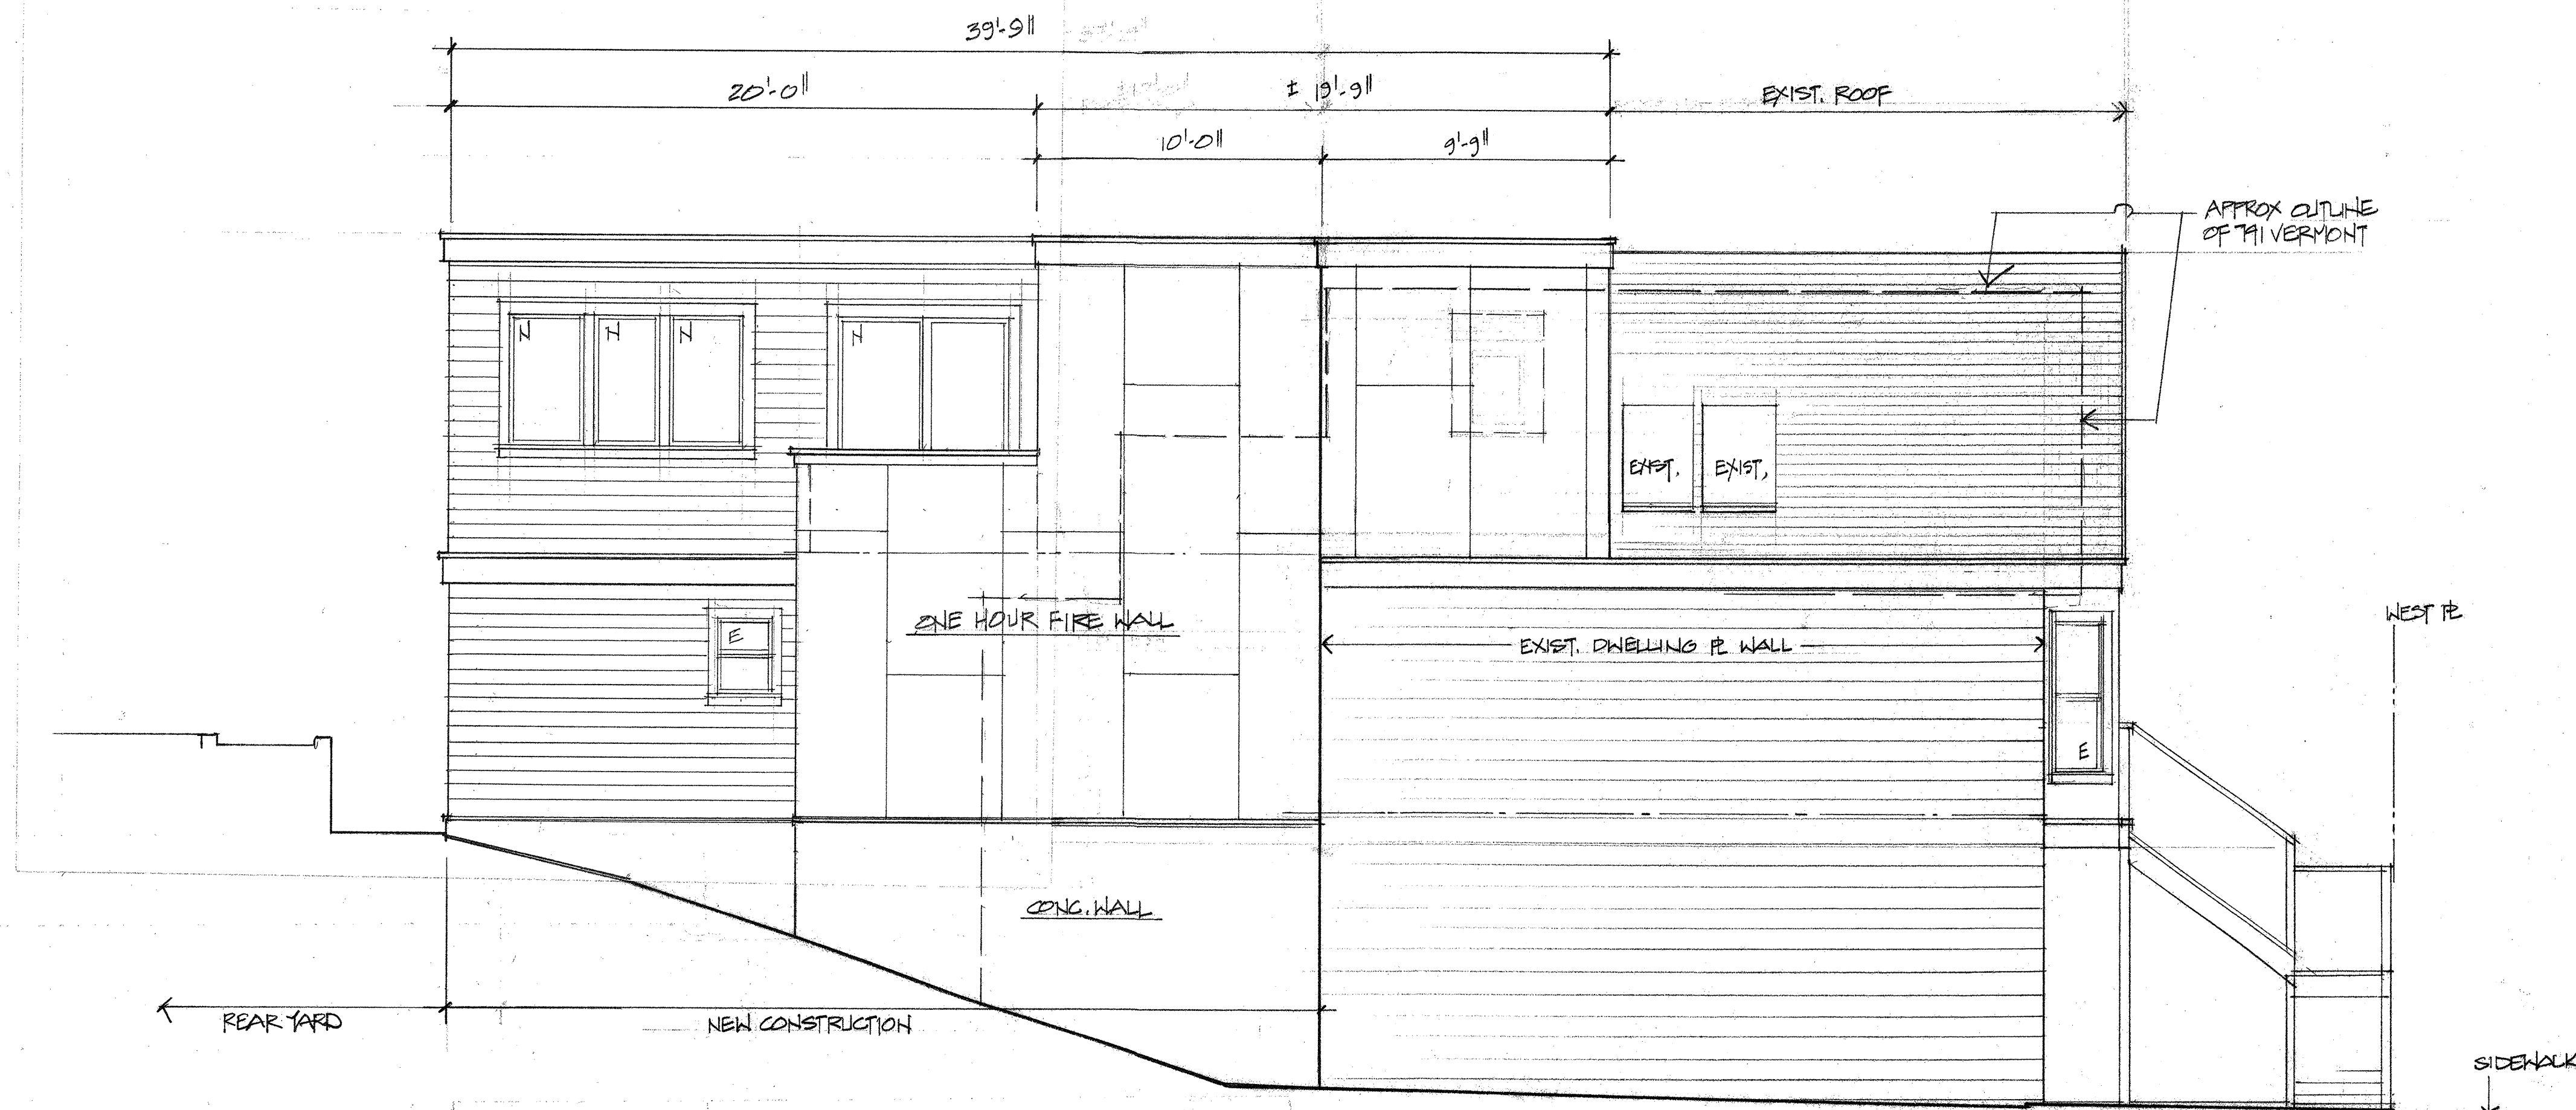 39'-9"
20'-0"
± 19'-9"
EXIST. ROOF
10'-0"
9'-9"
APPROX OUTLINE
OF 791 VERMONT
N
N
N
N
EXIST.
EXIST,
ONE HOUR FIRE WALL
E
EXIST. DWELLING PL WALL
WEST PL
E
CONC. WALL
REAR YARD
NEW CONSTRUCTION
SIDEWALK